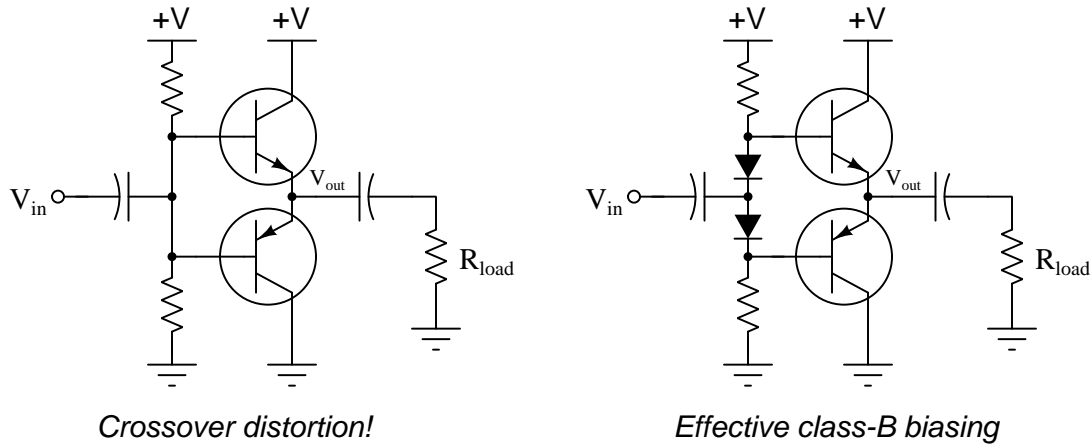 +V +V +V +V
V_out V_out
V_in V_in
R_load R_load
Crossover distortion! Effective class-B biasing